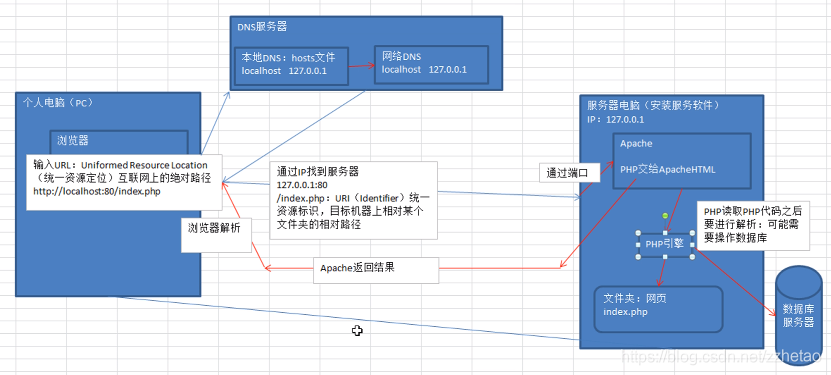 DNS服务器
本地DNS：hosts文件
localhost   127.0.0.1
网络DNS
localhost   127.0.0.1
个人电脑（PC）
浏览器
输入URL：Uniformed Resource Location
（统一资源定位）互联网上的绝对路径
http://localhost:80/index.php
浏览器解析
通过IP找到服务器
127.0.0.1:80
/index.php：URI（Identifier）统一
资源标识，目标机器上相对某个
文件夹的相对路径
Apache返回结果
通过端口
服务器电脑（安装服务软件）
IP：127.0.0.1
Apache
PHP交给ApacheHTML
PHP引擎
PHP读取PHP代码之后
要进行解析：可能需
要操作数据库
文件夹：网页
index.php
数据库
服务器
https://blog.csdn.net/zzhetao